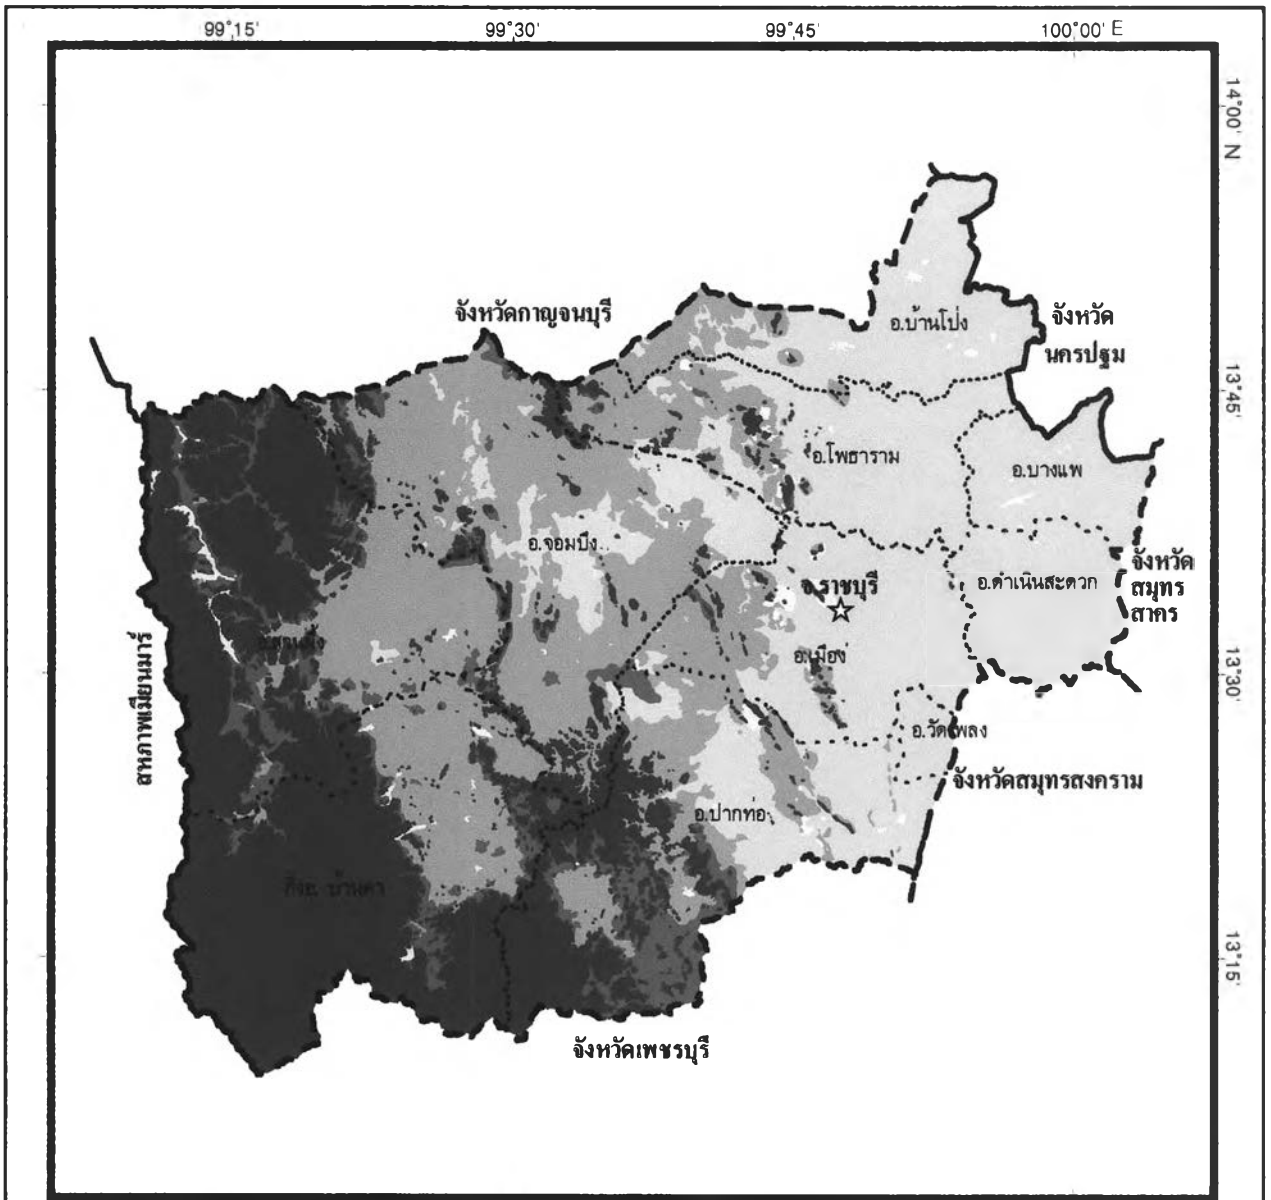 99°15'
99°30'
99°45'
100°00' E
14°00' N
จังหวัดกาญจนบุรี
อ.บ้านโป่ง
จังหวัด
นครปฐม
13°45'
อ.โพธาราม
อ.บางแพ
อ.จอมบึง
จ.ราชบุรี
อ.ดำเนินสะดวก
จังหวัด
สมุทร
สาคร
อ.เมือง
13°30'
สหภาพเมียนมาร์
อ.วัดเพลง
จังหวัดสมุทรสงคราม
อ.ปากท่อ
กิ่งอ. บ้านคา
13°15'
จังหวัดเพชรบุรี